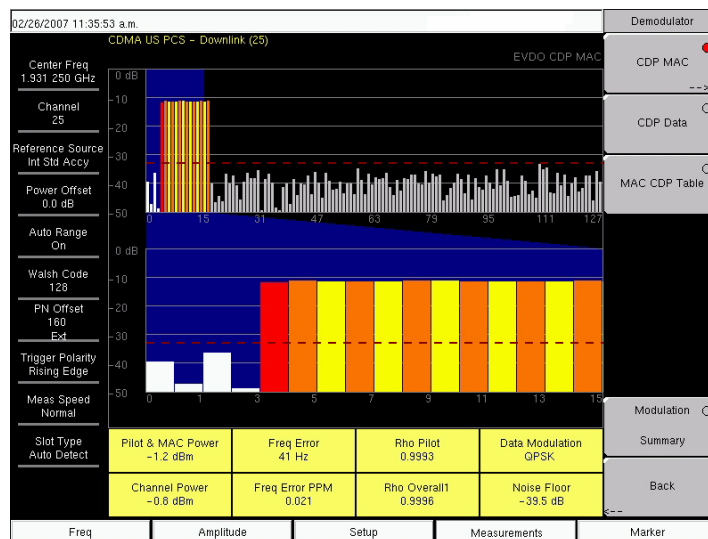 02/26/2007 11:35:53 a.m.
Demodulator
CDMA US PCS - Downlink (25)
EVDO CDP MAC
Center Freq
1.931 250 GHz
Channel
25
Reference Source
Int Std Accy
Power Offset
0.0 dB
Auto Range
On
Walsh Code
128
PN Offset
160
Ext
Trigger Polarity
Rising Edge
Meas Speed
Normal
Slot Type
Auto Detect
0 dB
-10
-20
-30
-40
-50
0 15 31 47 63 79 95 111 127
0 dB
-10
-20
-30
-40
-50
0 1 3 5 7 9 11 13 15
Pilot & MAC Power
-1.2 dBm
Freq Error
41 Hz
Rho Pilot
0.9993
Data Modulation
QPSK
Channel Power
-0.8 dBm
Freq Error PPM
0.021
Rho Overall1
0.9996
Noise Floor
-39.5 dB
CDP MAC
-->
CDP Data
MAC CDP Table
Modulation
Summary
Back
<--
Freq
Amplitude
Setup
Measurements
Marker